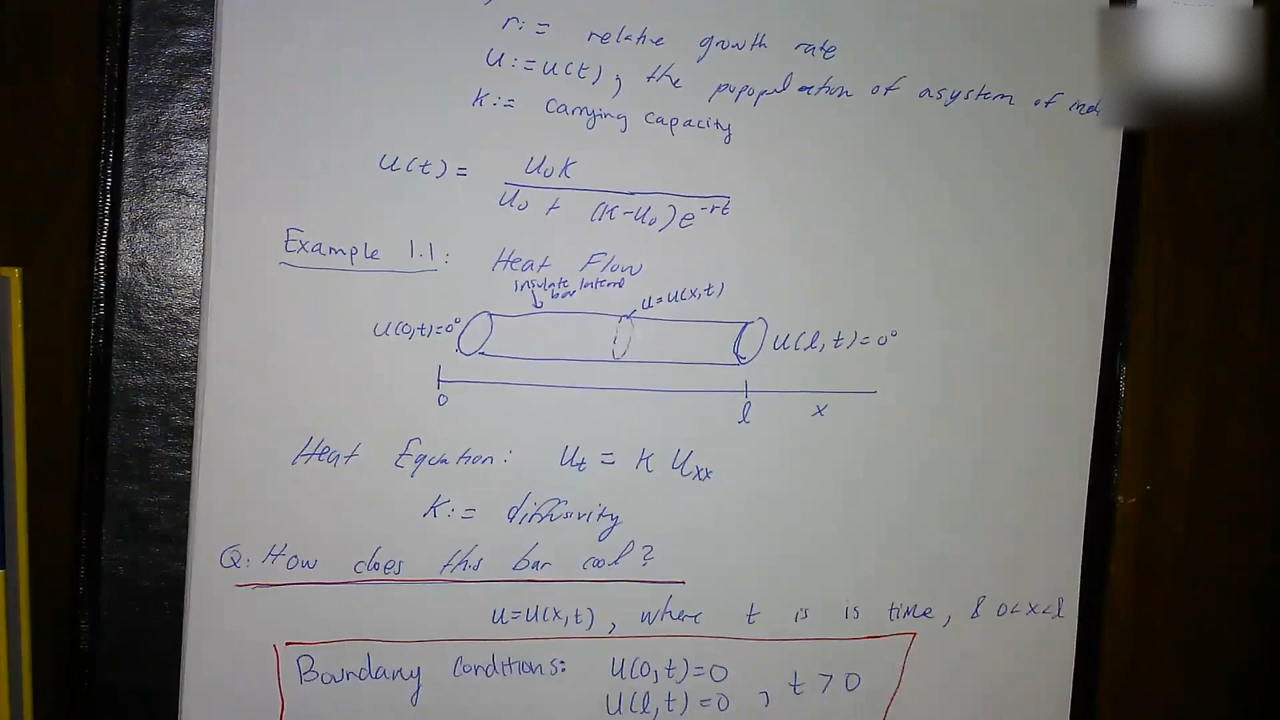 r:= relative growth rate
U:=u(t), the popopulation of a system of
K:= carrying capacity
U(t) = U₀K / (U₀ + (K-U₀)e^{-rt})
Example 1.1: Heat Flow
insulate lateral
bar
U=U(x,t)
U(0,t)=0° U(l,t)=0°
0 l x
Heat Equation: Ut = K Uxx
K:= diffusivity
Q: How does this bar cool?
U=U(x,t), where t is is time, & 0<x<l
Boundary Conditions: U(0,t)=0
U(l,t)=0 , t>0